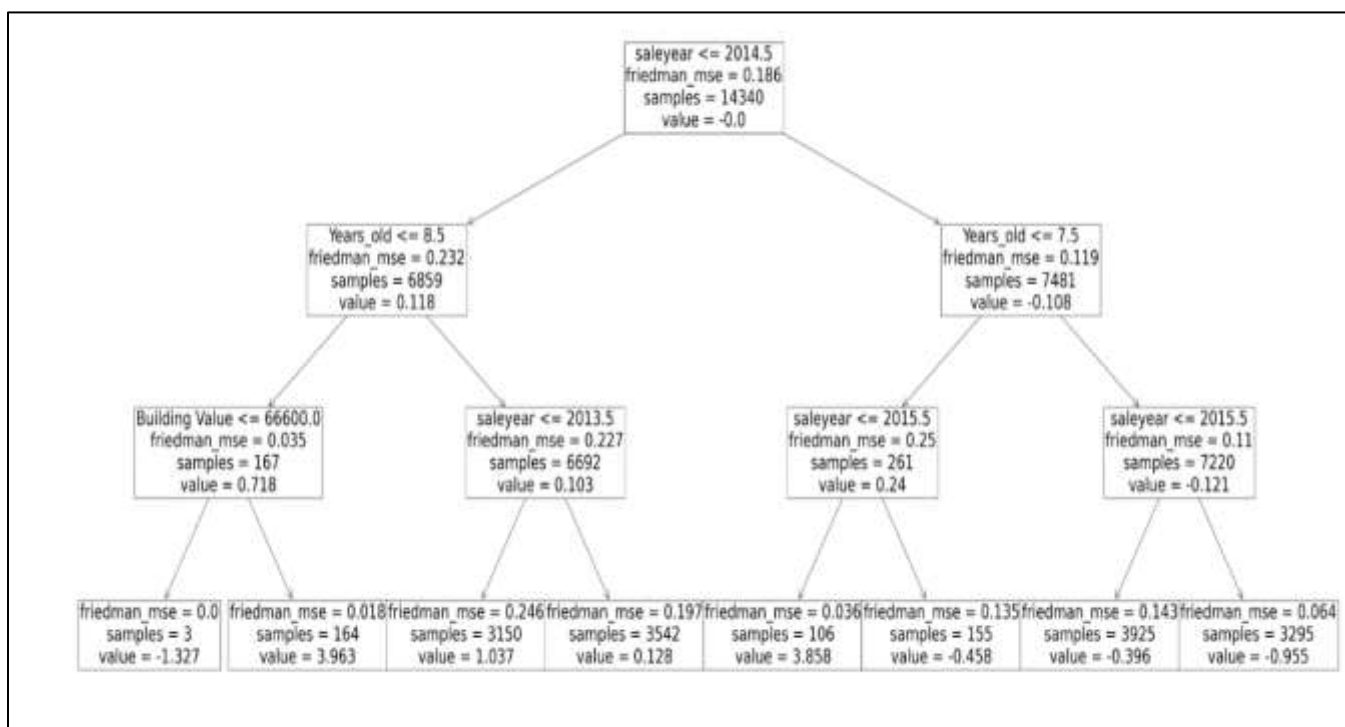 saleyear <= 2014.5
friedman_mse = 0.186
samples = 14340
value = -0.0
Years_old <= 8.5
friedman_mse = 0.232
samples = 6859
value = 0.118
Years_old <= 7.5
friedman_mse = 0.119
samples = 7481
value = -0.108
Building Value <= 66600.0
friedman_mse = 0.035
samples = 167
value = 0.718
saleyear <= 2013.5
friedman_mse = 0.227
samples = 6692
value = 0.103
saleyear <= 2015.5
friedman_mse = 0.25
samples = 261
value = 0.24
saleyear <= 2015.5
friedman_mse = 0.11
samples = 7220
value = -0.121
friedman_mse = 0.0
samples = 3
value = -1.327
friedman_mse = 0.018
samples = 164
value = 3.963
friedman_mse = 0.246
samples = 3150
value = 1.037
friedman_mse = 0.197
samples = 3542
value = 0.128
friedman_mse = 0.036
samples = 106
value = 3.858
friedman_mse = 0.135
samples = 155
value = -0.458
friedman_mse = 0.143
samples = 3925
value = -0.396
friedman_mse = 0.064
samples = 3295
value = -0.955